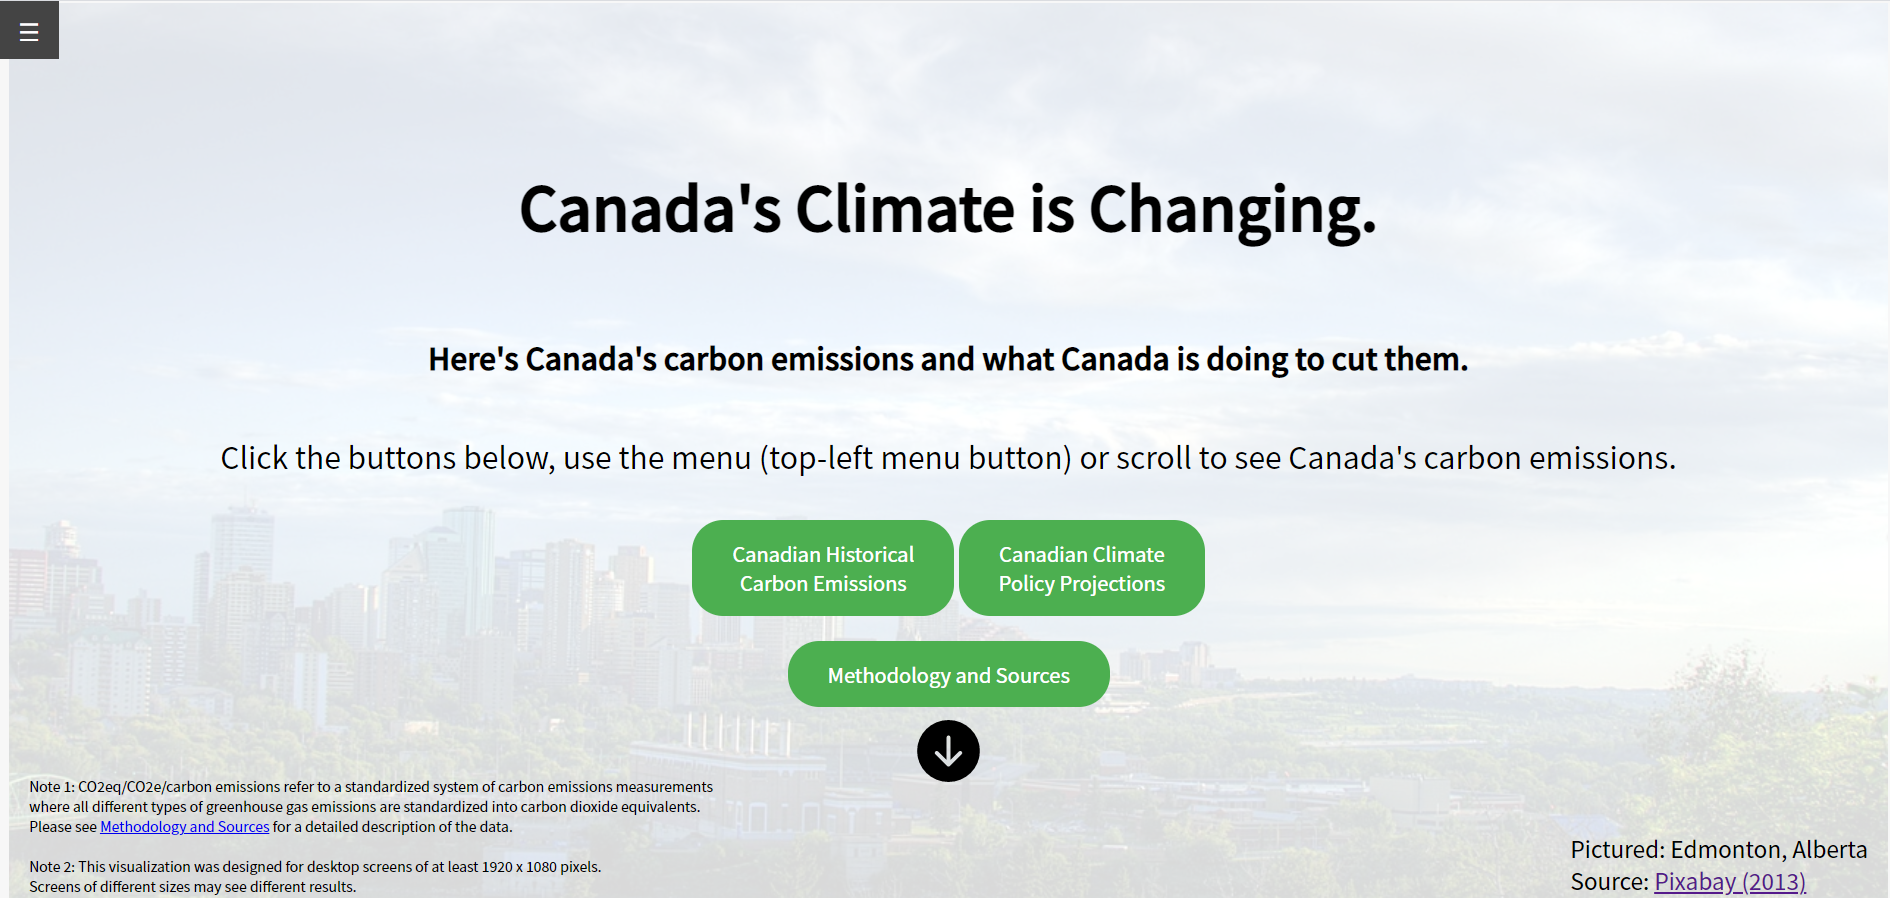 Canada's Climate is Changing.
Here's Canada's carbon emissions and what Canada is doing to cut them.
Click the buttons below, use the menu (top-left menu button) or scroll to see Canada's carbon emissions.
Canadian Historical
Carbon Emissions
Canadian Climate
Policy Projections
Methodology and Sources
Note 1: CO2eq/CO2e/carbon emissions refer to a standardized system of carbon emissions measurements
where all different types of greenhouse gas emissions are standardized into carbon dioxide equivalents.
Please see Methodology and Sources for a detailed description of the data.
Note 2: This visualization was designed for desktop screens of at least 1920 x 1080 pixels.
Screens of different sizes may see different results.
Pictured: Edmonton, Alberta
Source: Pixabay (2013)